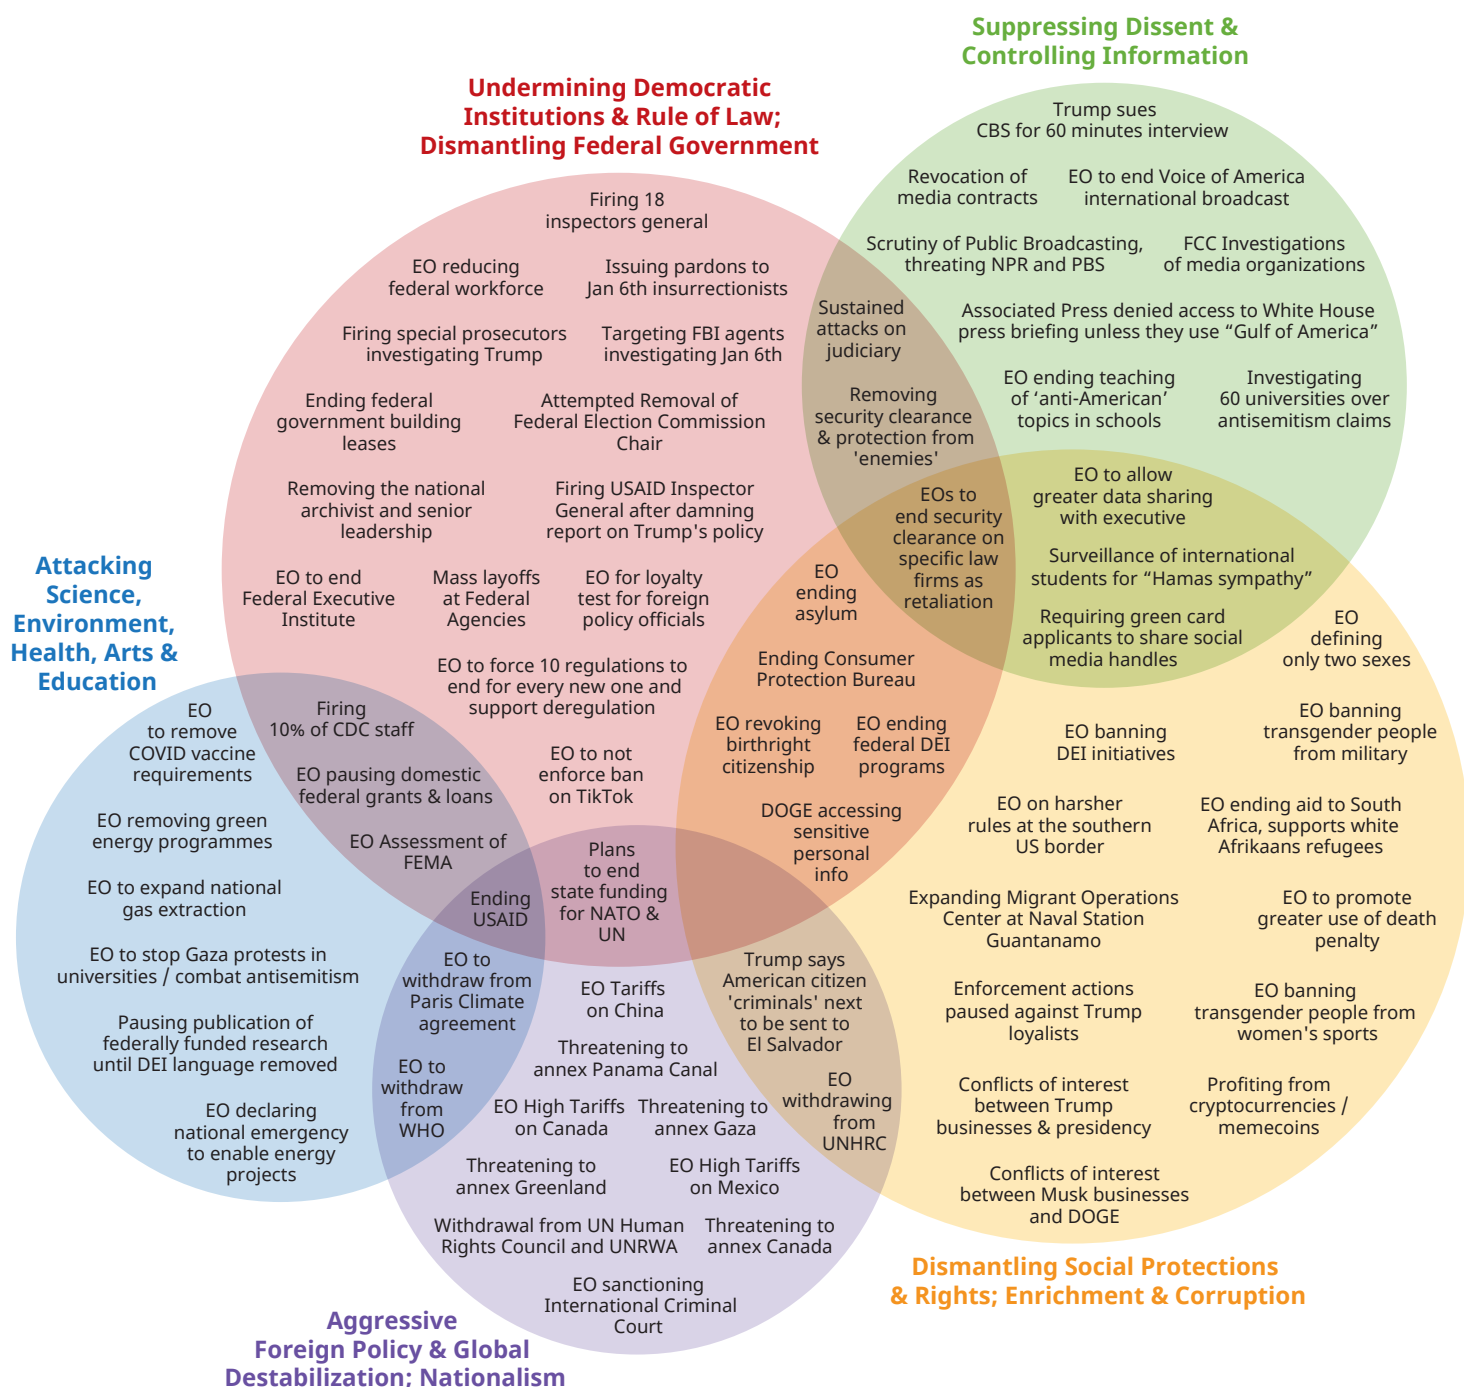 Suppressing Dissent &
Controlling Information
Undermining Democratic
Institutions & Rule of Law;
Dismantling Federal Government
Trump sues
CBS for 60 minutes interview
Revocation of
media contracts
EO to end Voice of America
international broadcast
Scrutiny of Public Broadcasting,
threating NPR and PBS
FCC Investigations
of media organizations
Associated Press denied access to White House
press briefing unless they use “Gulf of America”
EO ending teaching
of ‘anti-American’
topics in schools
Investigating
60 universities over
antisemitism claims
Firing 18
inspectors general
EO reducing
federal workforce
Issuing pardons to
Jan 6th insurrectionists
Firing special prosecutors
investigating Trump
Targeting FBI agents
investigating Jan 6th
Ending federal
government building
leases
Attempted Removal of
Federal Election Commission
Chair
Removing the national
archivist and senior
leadership
Firing USAID Inspector
General after damning
report on Trump's policy
EO to end
Federal Executive
Institute
Mass layoffs
at Federal
Agencies
EO for loyalty
test for foreign
policy officials
EO to force 10 regulations to
end for every new one and
support deregulation
EO to not
enforce ban
on TikTok
Sustained
attacks on
judiciary
Removing
security clearance
& protection from
'enemies'
EOs to
end security
clearance on
specific law
firms as
retaliation
EO to allow
greater data sharing
with executive
Surveillance of international
students for “Hamas sympathy”
Requiring green card
applicants to share social
media handles
EO
ending
asylum
Ending Consumer
Protection Bureau
EO revoking
birthright
citizenship
EO ending
federal DEI
programs
DOGE accessing
sensitive
personal
info
EO
defining
only two sexes
EO banning
DEI initiatives
EO banning
transgender people
from military
EO on harsher
rules at the southern
US border
EO ending aid to South
Africa, supports white
Afrikaans refugees
Expanding Migrant Operations
Center at Naval Station
Guantanamo
EO to promote
greater use of death
penalty
Enforcement actions
paused against Trump
loyalists
EO banning
transgender people from
women's sports
Conflicts of interest
between Trump
businesses & presidency
Profiting from
cryptocurrencies /
memecoins
Conflicts of interest
between Musk businesses
and DOGE
Dismantling Social Protections
& Rights; Enrichment & Corruption
Attacking
Science,
Environment,
Health, Arts &
Education
EO
to remove
COVID vaccine
requirements
EO removing green
energy programmes
EO to expand national
gas extraction
EO to stop Gaza protests in
universities / combat antisemitism
Pausing publication of
federally funded research
until DEI language removed
EO declaring
national emergency
to enable energy
projects
Firing
10% of CDC staff
EO pausing domestic
federal grants & loans
EO Assessment of
FEMA
Ending
USAID
Plans
to end
state funding
for NATO &
UN
EO to
withdraw from
Paris Climate
agreement
EO to
withdraw
from
WHO
Trump says
American citizen
'criminals' next
to be sent to
El Salvador
EO
withdrawing
from
UNHRC
EO Tariffs
on China
Threatening to
annex Panama Canal
EO High Tariffs
on Canada
Threatening to
annex Gaza
Threatening to
annex Greenland
EO High Tariffs
on Mexico
Withdrawal from UN Human
Rights Council and UNRWA
Threatening to
annex Canada
EO sanctioning
International Criminal
Court
Aggressive
Foreign Policy & Global
Destabilization; Nationalism